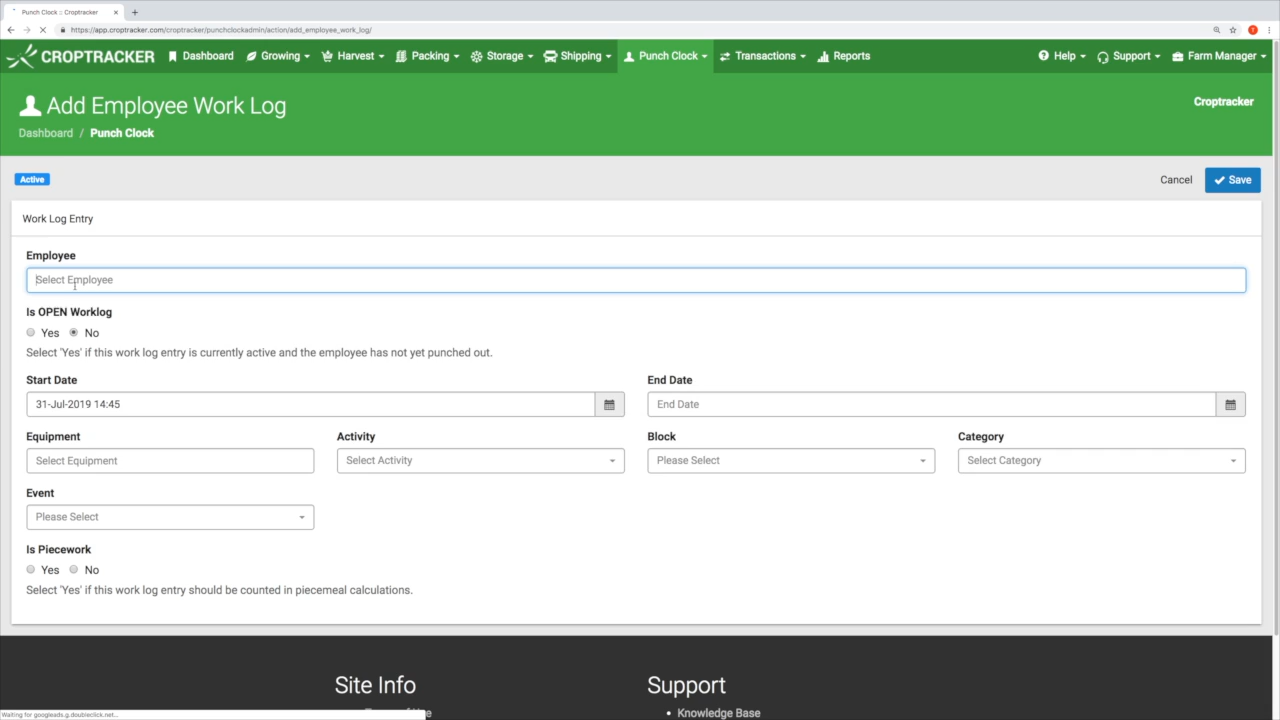 Punch Clock :: Croptracker
https://app.croptracker.com/croptracker/punchclockadmin/action/add_employee_work_log/
CROPTRACKER Dashboard Growing Harvest Packing Storage Shipping Punch Clock Transactions Reports Help Support Farm Manager
Add Employee Work Log
Croptracker
Dashboard / Punch Clock
Active
Cancel Save
Work Log Entry
Employee
Select Employee
Is OPEN Worklog
Yes No
Select 'Yes' if this work log entry is currently active and the employee has not yet punched out.
Start Date End Date
31-Jul-2019 14:45 End Date
Equipment Activity Block Category
Select Equipment Select Activity Please Select Select Category
Event
Please Select
Is Piecework
Yes No
Select 'Yes' if this work log entry should be counted in piecemeal calculations.
Site Info Support
Knowledge Base
Waiting for googleads.g.doubleclick.net...